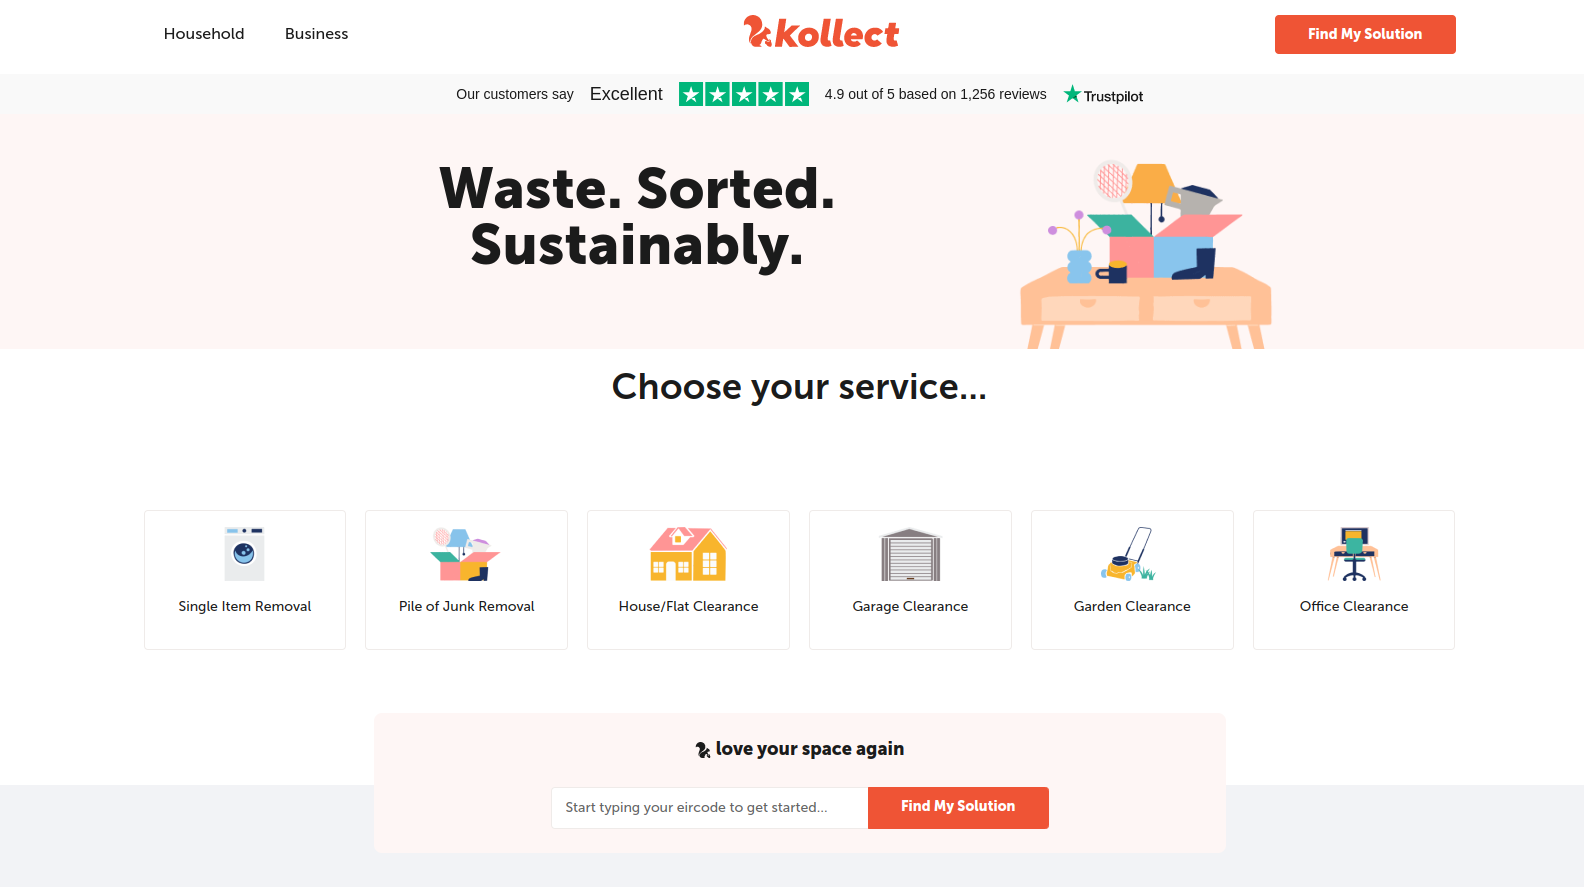 Household Business kollect Find My Solution
Our customers say Excellent 4.9 out of 5 based on 1,256 reviews Trustpilot
Waste. Sorted.
Sustainably.
Choose your service...
Single Item Removal Pile of Junk Removal House/Flat Clearance Garage Clearance Garden Clearance Office Clearance
love your space again
Start typing your eircode to get started... Find My Solution